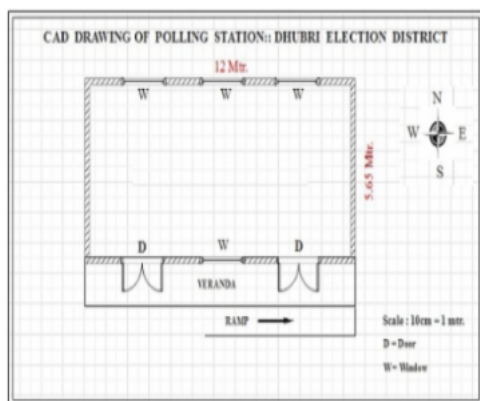 CAD DRAWING OF POLLING STATION:: DHUBRI ELECTION DISTRICT
12 Mtr.
W W W
N
W E
S
5.65 Mtr.
D W D
VERANDA
RAMP
Scale : 10cm = 1 mtr.
D = Door
W= Window